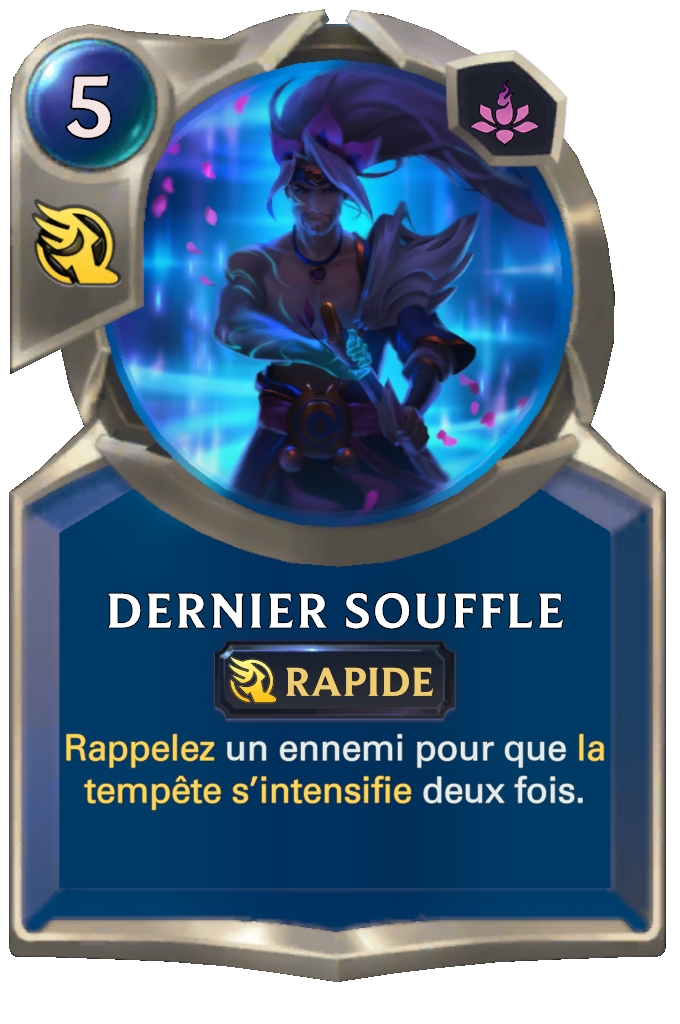 5
DERNIER SOUFFLE
RAPIDE
Rappelez un ennemi pour que la
tempête s’intensifie deux fois.